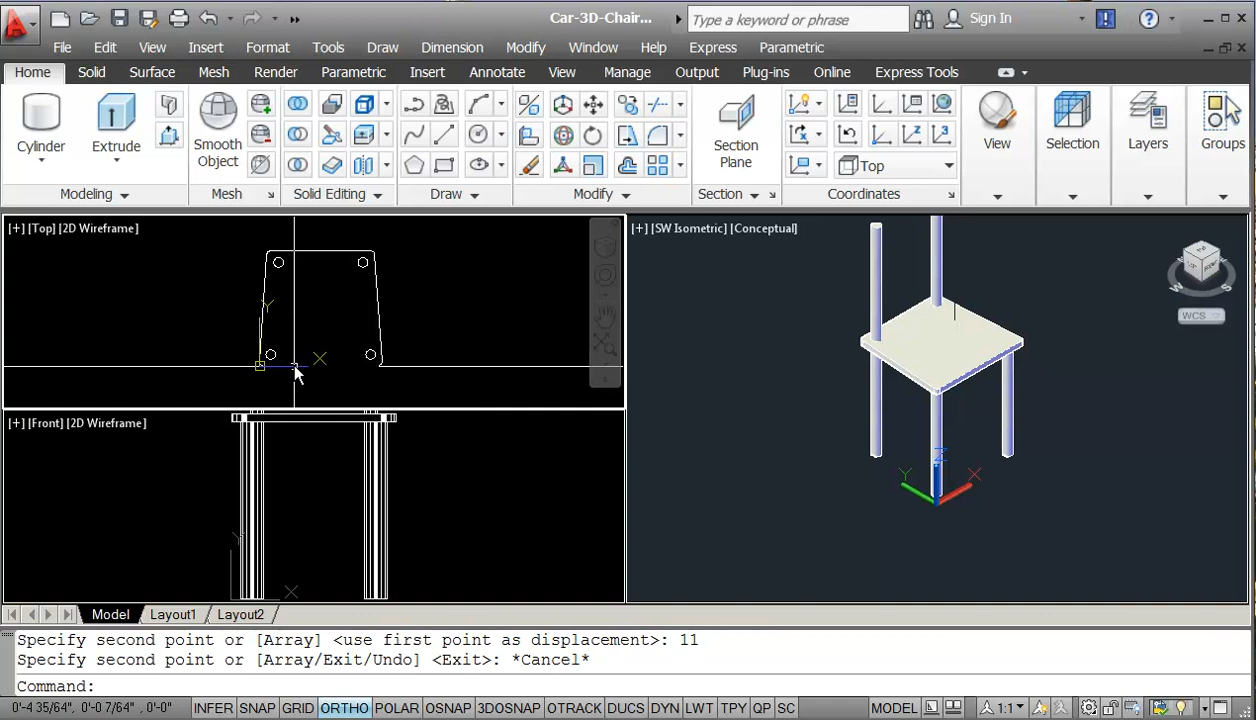 Car-3D-Chair...
Type a keyword or phrase
Sign In
File Edit View Insert Format Tools Draw Dimension Modify Window Help Express Parametric
Home Solid Surface Mesh Render Parametric Insert Annotate View Manage Plug-ins Online Output Express Tools
Cylinder
Extrude
Smooth
Object
Section
Plane
Top
View
Selection
Layers
Groups
Modeling
Mesh
Solid Editing
Draw
Modify
Section
Coordinates
[+] [Top] [2D Wireframe]
Y
X
[+] [SW Isometric] [Conceptual]
W
S
WCS
[+] [Front] [2D Wireframe]
Y
X
Z
Y
X
Model Layout1 Layout2
Specify second point or [Array] <use first point as displacement>: 11
Specify second point or [Array/Exit/Undo] <Exit>: *Cancel*
Command:
0'-4 35/64", 0'-0 7/64" , 0'-0"
INFER SNAP GRID ORTHO POLAR OSNAP 3DOSNAP OTRACK DUCS DYN LWT TPY QP SC
MODEL
1:1